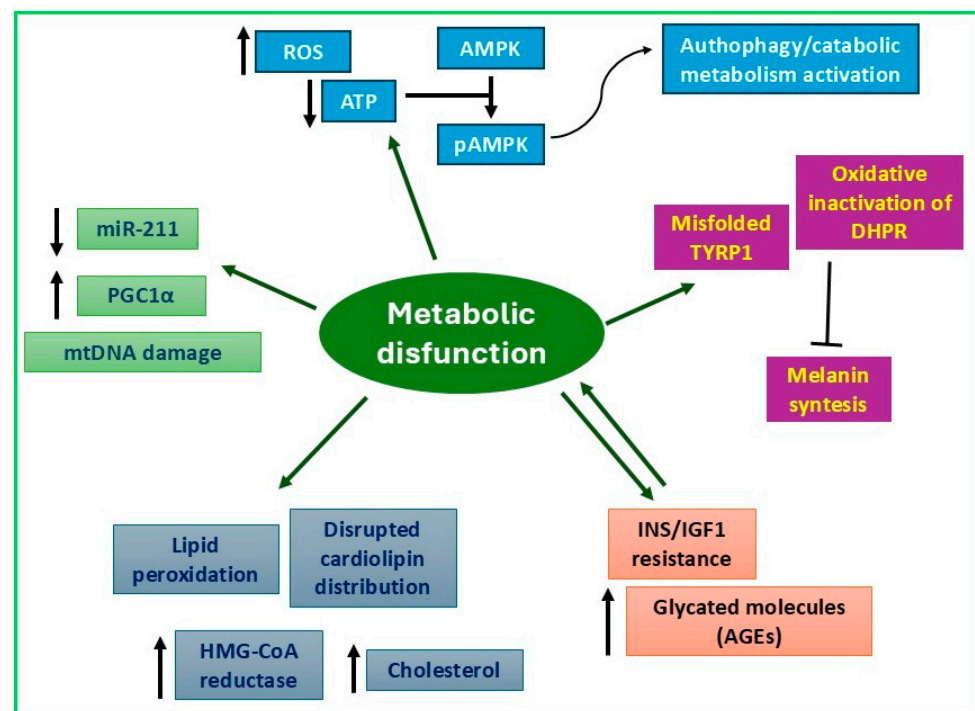 ROS
AMPK
Authophagy/catabolic
metabolism activation
ATP
pAMPK
Oxidative
inactivation of
DHPR
Misfolded
TYRP1
miR-211
PGC1α
mtDNA damage
Metabolic
disfunction
Melanin
syntesis
Lipid
peroxidation
Disrupted
cardiolipin
distribution
INS/IGF1
resistance
Glycated molecules
(AGEs)
HMG-CoA
reductase
Cholesterol